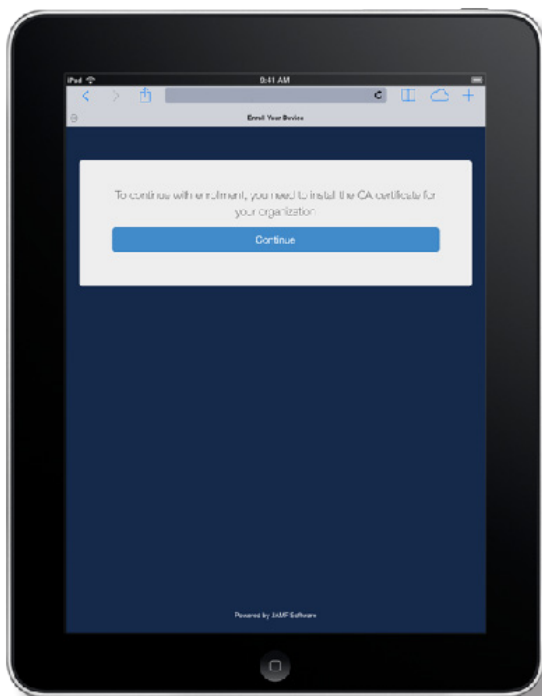 iPad 9:41 AM
Enroll Your Device
To continue with enrollment, you need to install the CA certificate for
your organization
Continue
Powered by JAMF Software